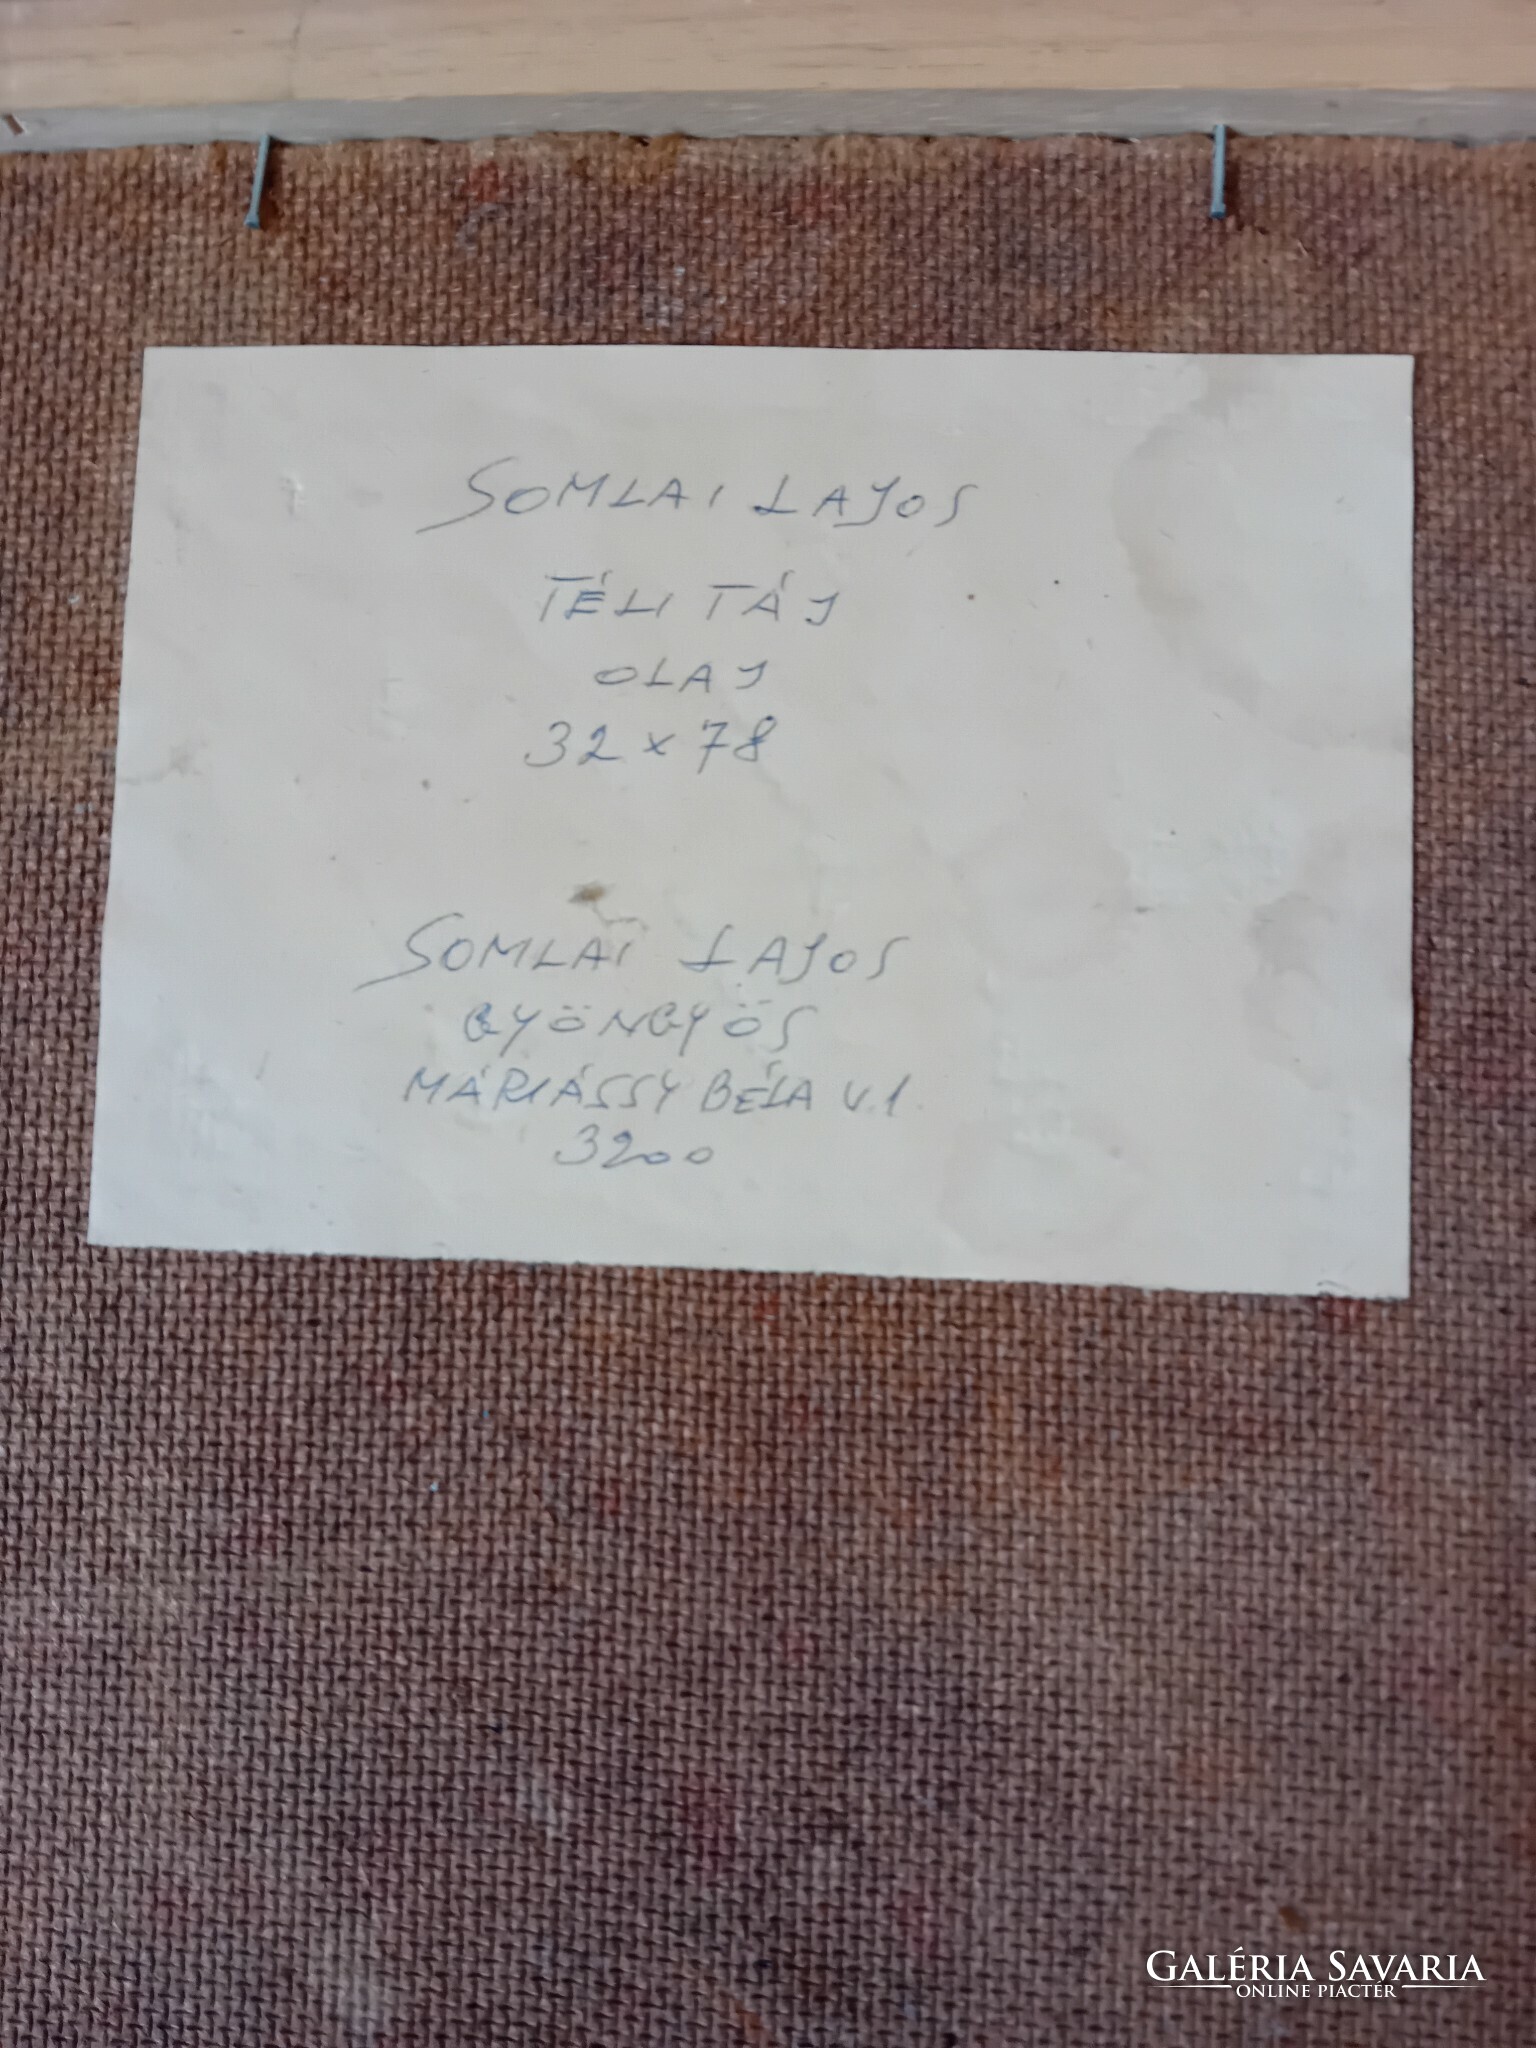 SOMLAI LAJOS
TÉLI TÁJ
OLAJ
32 x 78
SOMLAI LAJOS
GYÖNGYÖS
MÁRIÁSSY BÉLA U.1.
3200
GALÉRIA SAVARIA
ONLINE PIACTÉR